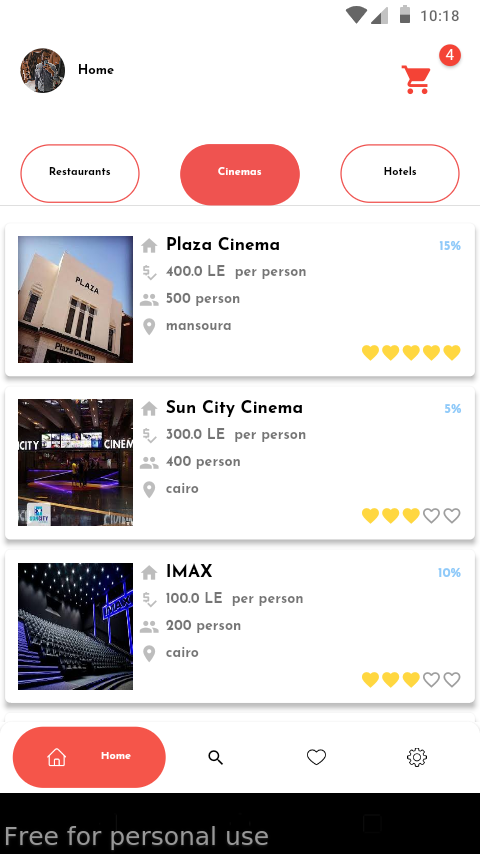 10:18
Home
4
Restaurants
Cinemas
Hotels
PLAZA
Plaza Cinema
Plaza Cinema
15%
400.0 LE per person
500 person
mansoura
CITY
CINEM
SUNCITY
Sun City Cinema
5%
300.0 LE per person
400 person
cairo
IMAX
IMAX
10%
100.0 LE per person
200 person
cairo
Home
Free for personal use